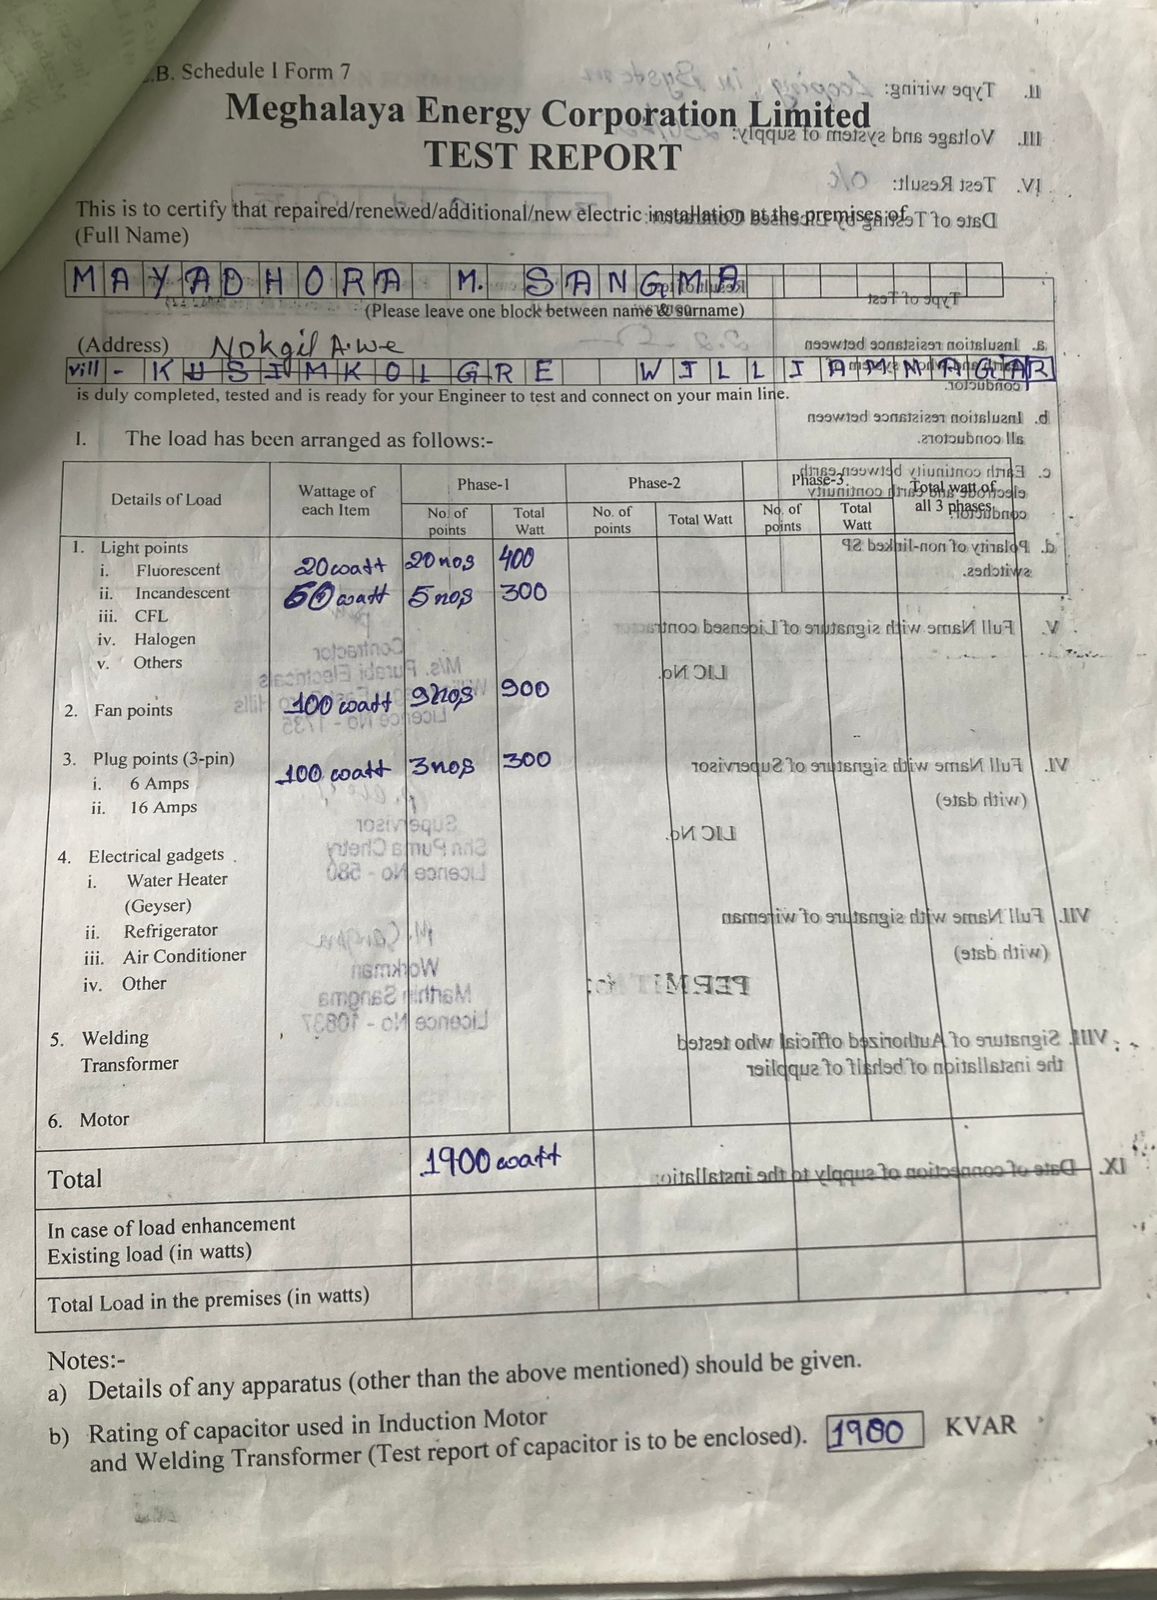 .B. Schedule I Form 7
Meghalaya Energy Corporation Limited
TEST REPORT
This is to certify that repaired/renewed/additional/new electric installation at the premises of
(Full Name)
MAYADHORA M. SANGMA
(Please leave one block between name & surname)
(Address) Nokgil A·we
vill - KUSIMKOLGRE WILLIAMNAGAR
is duly completed, tested and is ready for your Engineer to test and connect on your main line.
I. The load has been arranged as follows:-
Details of Load Wattage of each Item Phase-1 Phase-2 Phase-3 Total watt of all 3 phases
No. of points Total Watt No. of points Total Watt No. of points Total Watt
1. Light points
i. Fluorescent 20watt 20nos 400
ii. Incandescent 60watt 5nos 300
iii. CFL
iv. Halogen
v. Others
2. Fan points 100 watt 9nos 900
3. Plug points (3-pin)
i. 6 Amps 100 watt 3nos 300
ii. 16 Amps
4. Electrical gadgets
i. Water Heater
(Geyser)
ii. Refrigerator
iii. Air Conditioner
iv. Other
5. Welding
Transformer
6. Motor
Total 1900 watt
In case of load enhancement
Existing load (in watts)
Total Load in the premises (in watts)
Notes:-
a) Details of any apparatus (other than the above mentioned) should be given.
b) Rating of capacitor used in Induction Motor
and Welding Transformer (Test report of capacitor is to be enclosed). 1900 KVAR